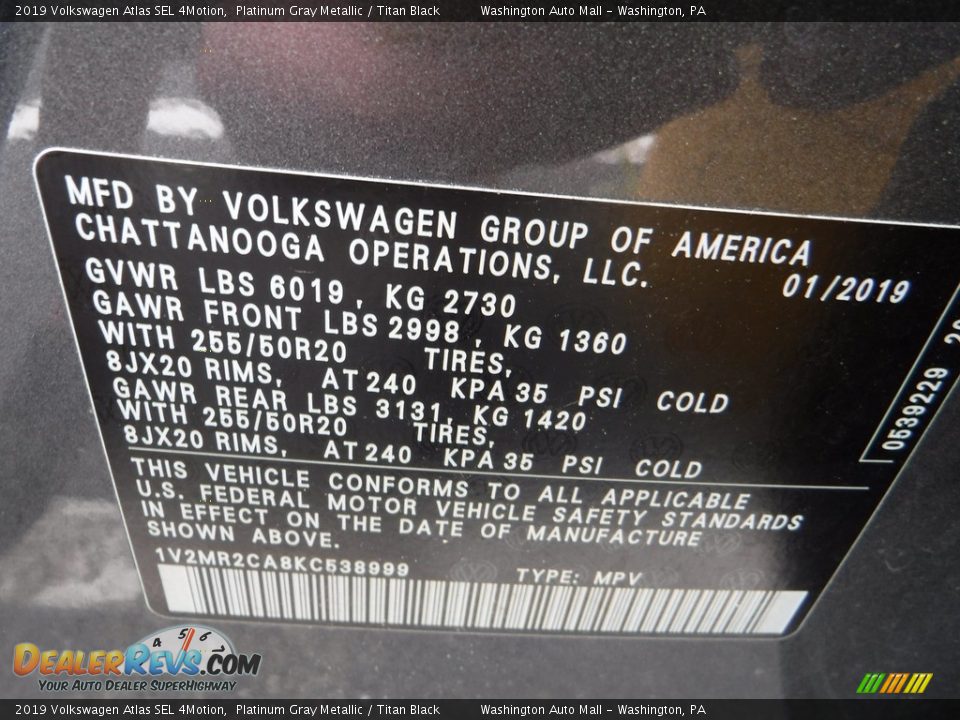 2019 Volkswagen Atlas SEL 4Motion, Platinum Gray Metallic / Titan Black Washington Auto Mall - Washington, PA
MFD BY VOLKSWAGEN GROUP OF AMERICA
CHATTANOOGA OPERATIONS, LLC.
01/2019
GVWR LBS 6019, KG 2730
GAWR FRONT LBS 2998, KG 1360
WITH 255/50R20 TIRES,
8JX20 RIMS, AT 240 KPA 35 PSI COLD
GAWR REAR LBS 3131, KG 1420
WITH 255/50R20 TIRES,
8JX20 RIMS, AT 240 KPA 35 PSI COLD
0539229
THIS VEHICLE CONFORMS TO ALL APPLICABLE
U.S. FEDERAL MOTOR VEHICLE SAFETY STANDARDS
IN EFFECT ON THE DATE OF MANUFACTURE
SHOWN ABOVE.
1V2MR2CA8KC538999 TYPE: MPV
4 5 6
DEALERREVS.COM
YOUR AUTO DEALER SUPERHIGHWAY
2019 Volkswagen Atlas SEL 4Motion, Platinum Gray Metallic / Titan Black Washington Auto Mall - Washington, PA